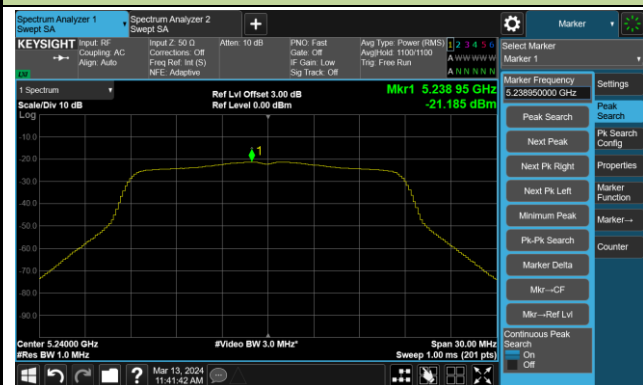 Spectrum Analyzer 1
Swept SA
Spectrum Analyzer 2
Swept SA
+
Marker
KEYSIGHT
Input: RF
Coupling: AC
Align: Auto
Input Z: 50 Ω
Corrections: Off
Freq Ref: Int (S)
NFE: Adaptive
Atten: 10 dB
PNO: Fast
Gate: Off
IF Gain: Low
Sig Track: Off
Avg Type: Power (RMS)
Avg|Hold: 1100/1100
Trig: Free Run
1 2 3 4 5 6
A W W W W W
A N N N N N
Select Marker
Marker 1
1 Spectrum
Scale/Div 10 dB
Log
Ref Lvl Offset 3.00 dB
Ref Level 0.00 dBm
Mkr1 5.238 95 GHz
-21.185 dBm
1
-10.0
-20.0
-30.0
-40.0
-50.0
-60.0
-70.0
-80.0
-90.0
Center 5.24000 GHz
#Res BW 1.0 MHz
#Video BW 3.0 MHz*
Span 30.00 MHz
Sweep 1.00 ms (201 pts)
Marker Frequency
5.238950000 GHz
Peak Search
Next Peak
Next Pk Right
Next Pk Left
Minimum Peak
Pk-Pk Search
Marker Delta
Mkr→CF
Mkr→Ref Lvl
Continuous Peak
Search
On
Off
Settings
Peak
Search
Pk Search
Config
Properties
Marker
Function
Marker→
Counter
?
Mar 13, 2024
11:41:42 AM